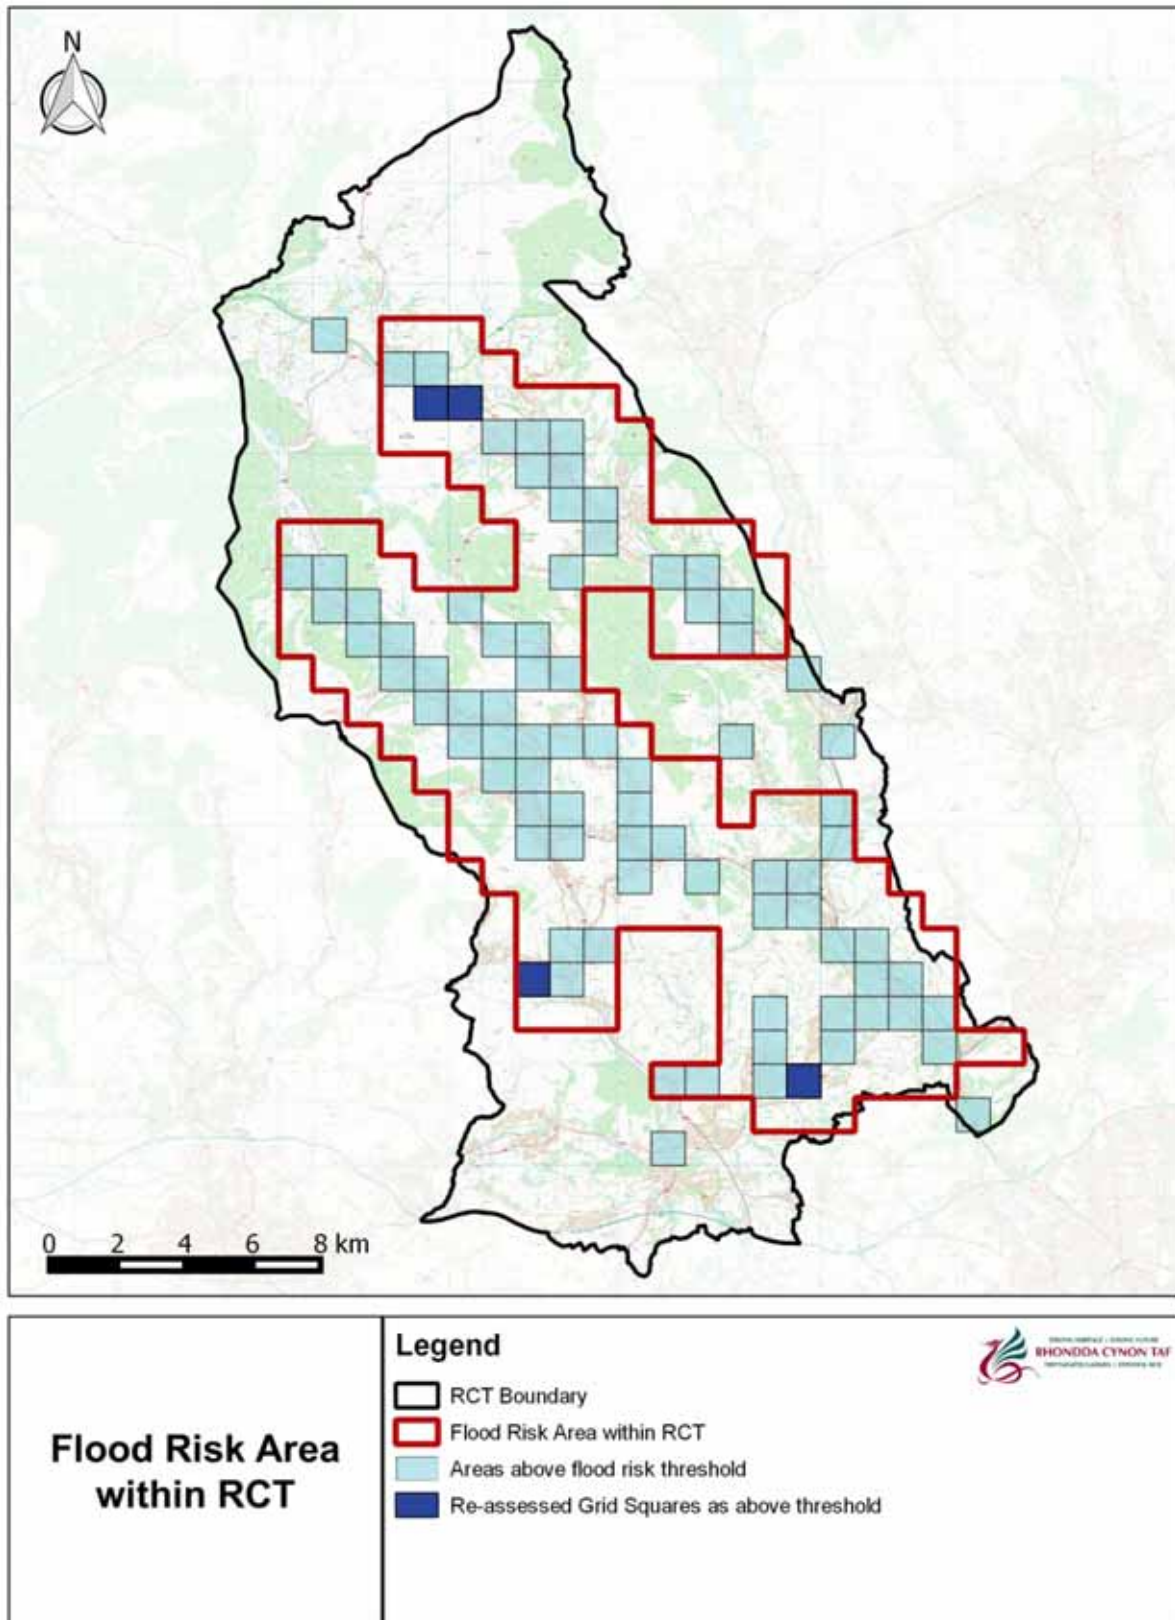 N
0 2 4 6 8 km
Flood Risk Area
within RCT
Legend
RCT Boundary
Flood Risk Area within RCT
Areas above flood risk threshold
Re-assessed Grid Squares as above threshold
RHONDDA CYNON TAF